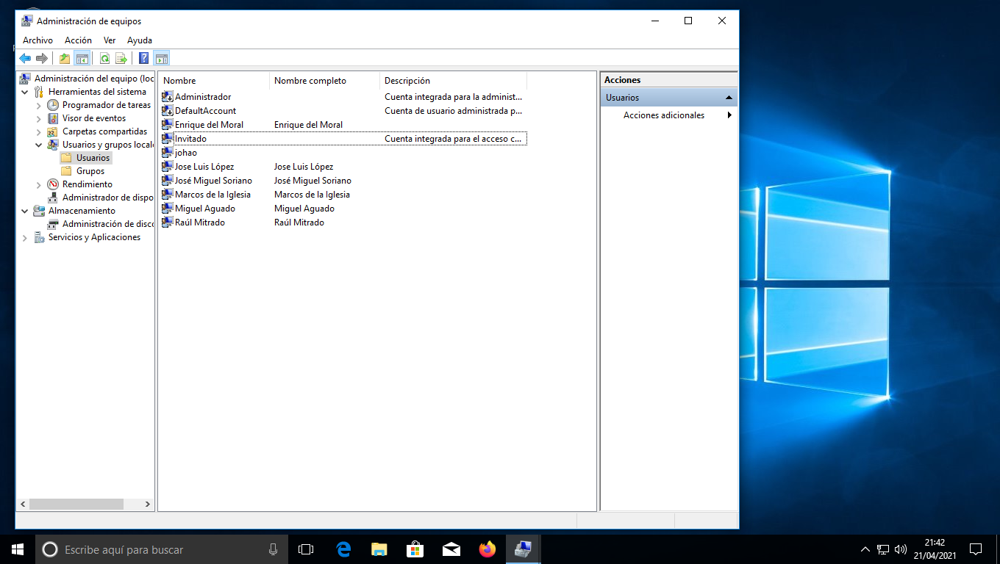 Administración de equipos
Archivo Acción Ver Ayuda
Administración del equipo (loc
Herramientas del sistema
Programador de tareas
Visor de eventos
Carpetas compartidas
Usuarios y grupos locale
Usuarios
Grupos
Rendimiento
Administrador de dispo
Almacenamiento
Administración de disco
Servicios y Aplicaciones
Nombre Nombre completo Descripción
Administrador Cuenta integrada para la administ...
DefaultAccount Cuenta de usuario administrada p...
Enrique del Moral Enrique del Moral
Invitado Cuenta integrada para el acceso c...
johao
Jose Luis López Jose Luis López
José Miguel Soriano José Miguel Soriano
Marcos de la Iglesia Marcos de la Iglesia
Miguel Aguado Miguel Aguado
Raúl Mitrado Raúl Mitrado
Acciones
Usuarios
Acciones adicionales
Escribe aquí para buscar
21:42
21/04/2021